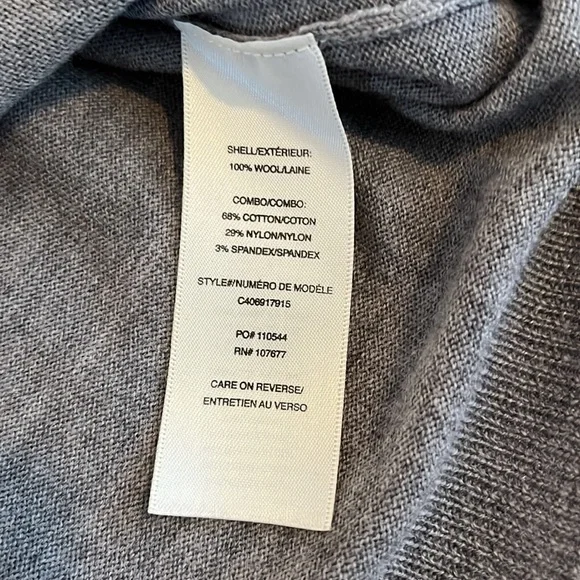 SHELL/EXTÉRIEUR:
100% WOOL/LAINE
COMBO/COMBO:
68% COTTON/COTON
29% NYLON/NYLON
3% SPANDEX/SPANDEX
STYLE#/NUMÉRO DE MODÈLE
C406917915
PO# 110544
RN# 107677
CARE ON REVERSE/
ENTRETIEN AU VERSO